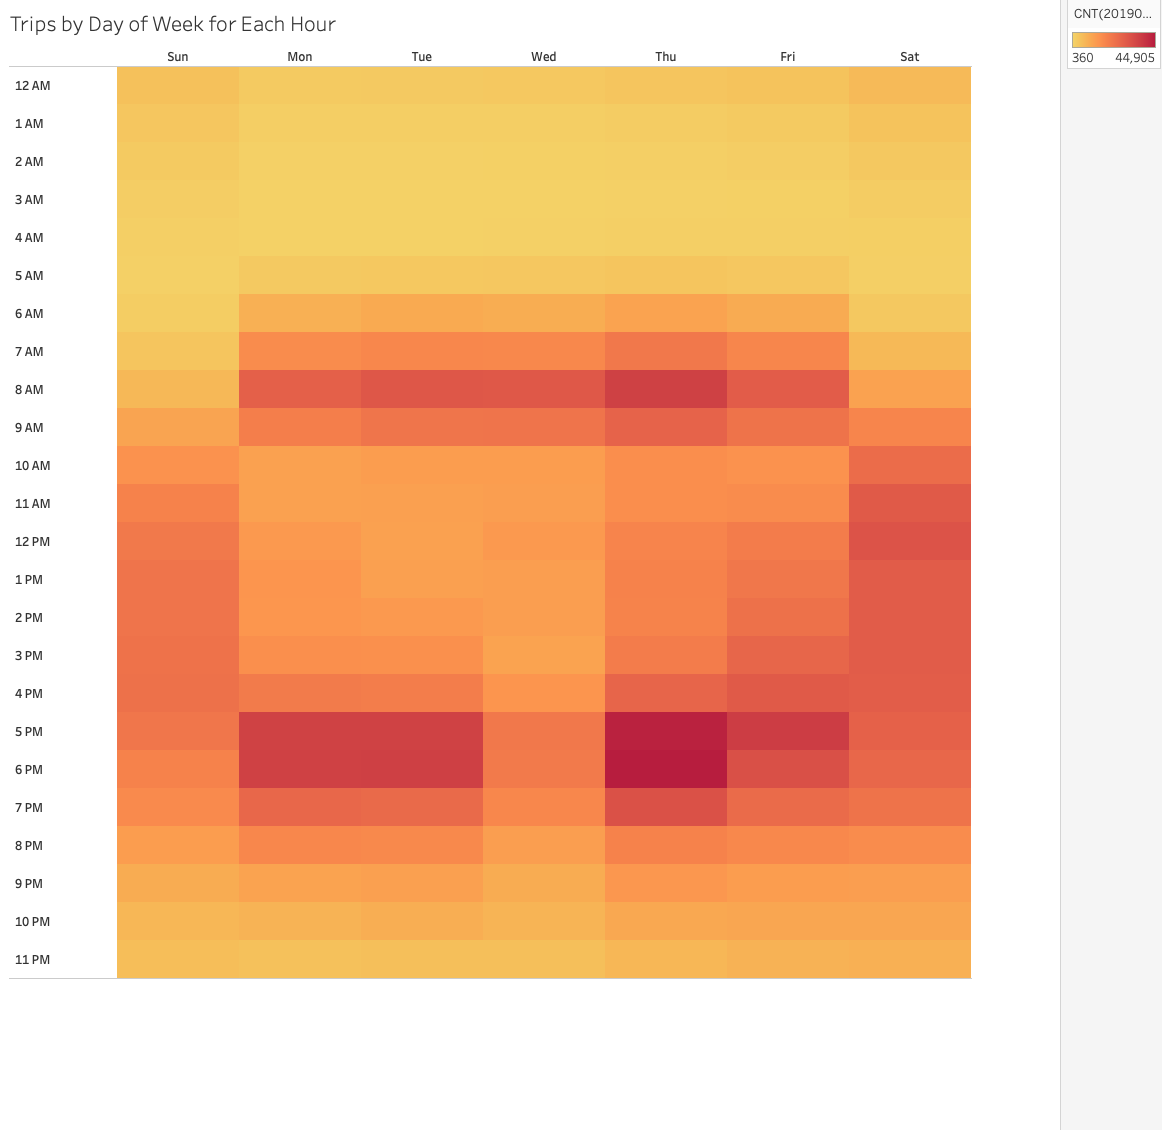 Trips by Day of Week for Each Hour
CNT(20190...
360 44,905
Sun Mon Tue Wed Thu Fri Sat
12 AM
1 AM
2 AM
3 AM
4 AM
5 AM
6 AM
7 AM
8 AM
9 AM
10 AM
11 AM
12 PM
1 PM
2 PM
3 PM
4 PM
5 PM
6 PM
7 PM
8 PM
9 PM
10 PM
11 PM